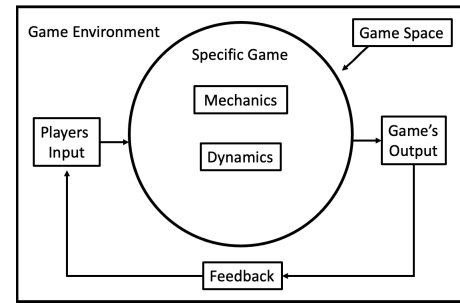 Game Environment
Game Space
Specific Game
Mechanics
Players
Input
Dynamics
Game's
Output
Feedback